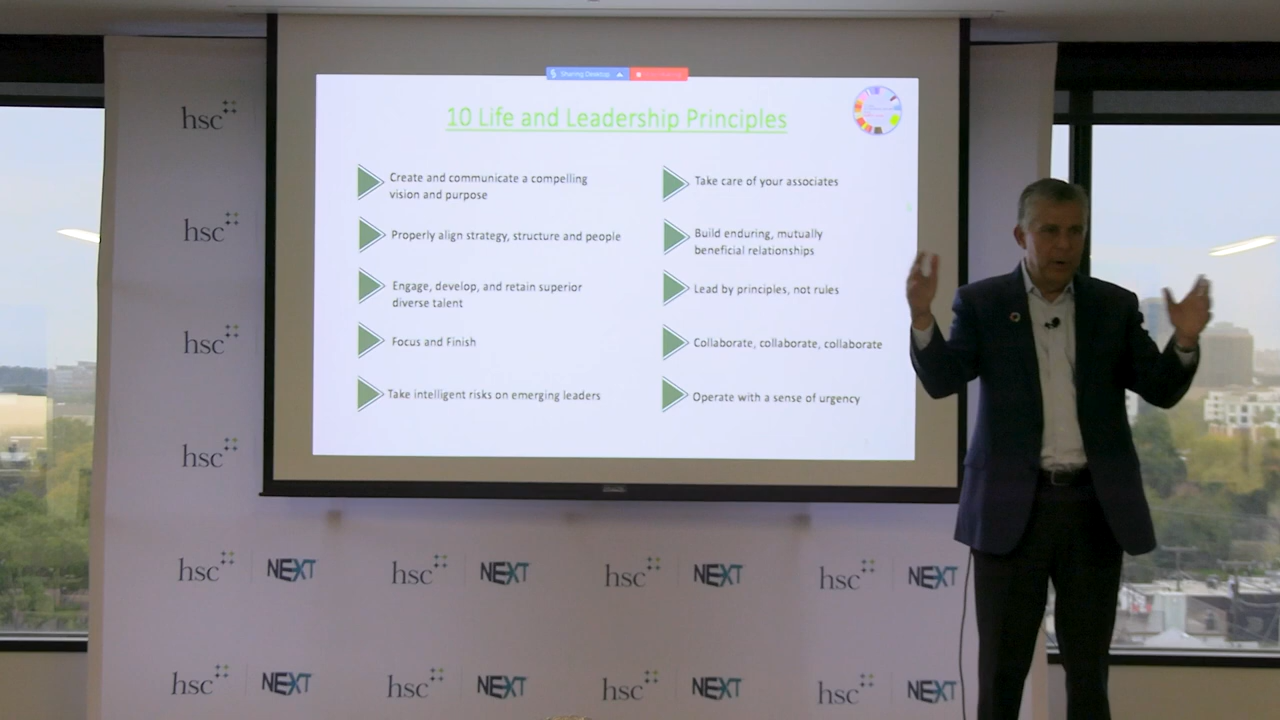 Sharing Desktop
10 Life and Leadership Principles
Create and communicate a compelling
vision and purpose
Properly align strategy, structure and people
Engage, develop, and retain superior
diverse talent
Focus and Finish
Take intelligent risks on emerging leaders
Take care of your associates
Build enduring, mutually
beneficial relationships
Lead by principles, not rules
Collaborate, collaborate, collaborate
Operate with a sense of urgency
hsc
hsc
hsc
hsc
hsc NEXT hsc NEXT hsc NEXT hsc NEXT
hsc NEXT hsc NEXT hsc NEXT hsc NEXT